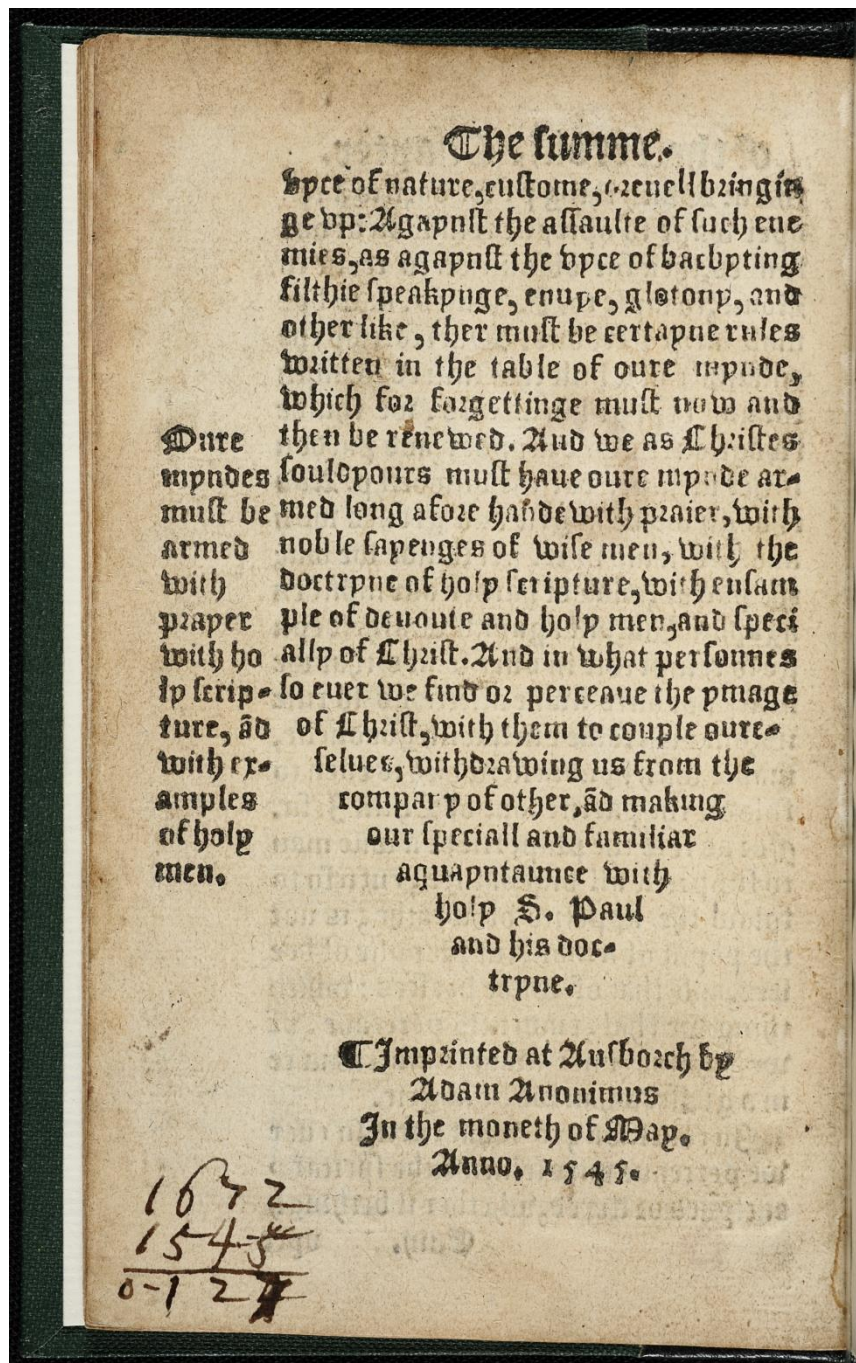 The ſumme.
vyce of nature, cuſtome, or euell bringin
ge vp: Agaynſt the aſſaulte of ſuch ene
mies, as agaynſt the vyce of bacbyting
filthie ſpeakynge, enuye, glotony, and
other like, ther muſt be certayne rules
written in the table of oure mynde,
which for forgettinge muſt now and
then be renewed. And we as Chriſtes
ſouldyours muſt haue oure mynde ar-
med long afore hande with praier, with
noble ſayenges of wiſe men, with the
doctryne of holy ſcripture, with enſam
ple of deuoute and holy men, and ſpeci
ally of Chriſt. And in what perſonnes
ſo euer we find or perceaue the ymage
of Chriſt, with them to couple oure-
ſelues, withdrawing us from the
company of other, ād making
our ſpeciall and familiar
aquayntaunce with
holy S. Paul
and his doc-
tryne.
Oure
myndes
muſt be
armed
with
prayer
with ho
ly ſcrip-
ture, ād
with ex-
amples
of holy
men.
¶ Imprinted at Auſborch by
Adam Anonimus
In the moneth of May.
Anno. 1545.
1672
1545
0-127